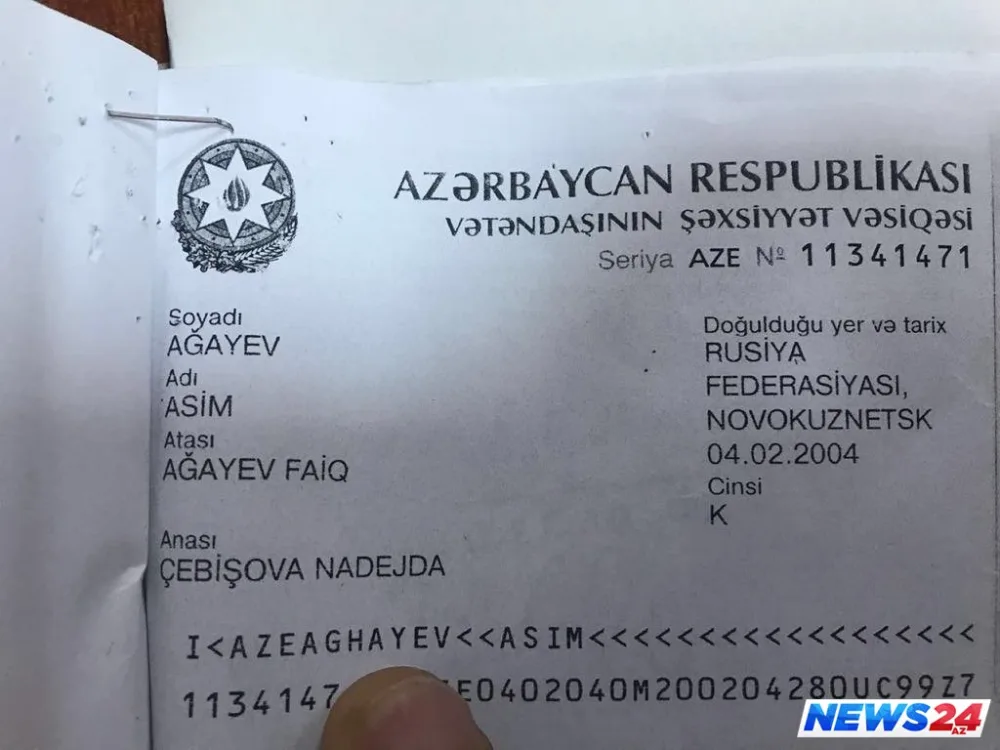 AZƏRBAYCAN RESPUBLİKASI
VƏTƏNDAŞININ ŞƏXSİYYƏT VƏSİQƏSİ
Seriya AZE № 11341471
Soyadı
AĞAYEV
Adı
ASİM
Atası
AĞAYEV FAİQ
Anası
ÇEBİŞOVA NADEJDA
Doğulduğu yer və tarix
RUSİYA
FEDERASİYASI,
NOVOKUZNETSK
04.02.2004
Cinsi
K
I<AZEAGHAYEV<<ASIM<<<<<<<<<<<<<<<<<<
1134147 E0402040M20020428OUC99Z7
NEWS24
AZ